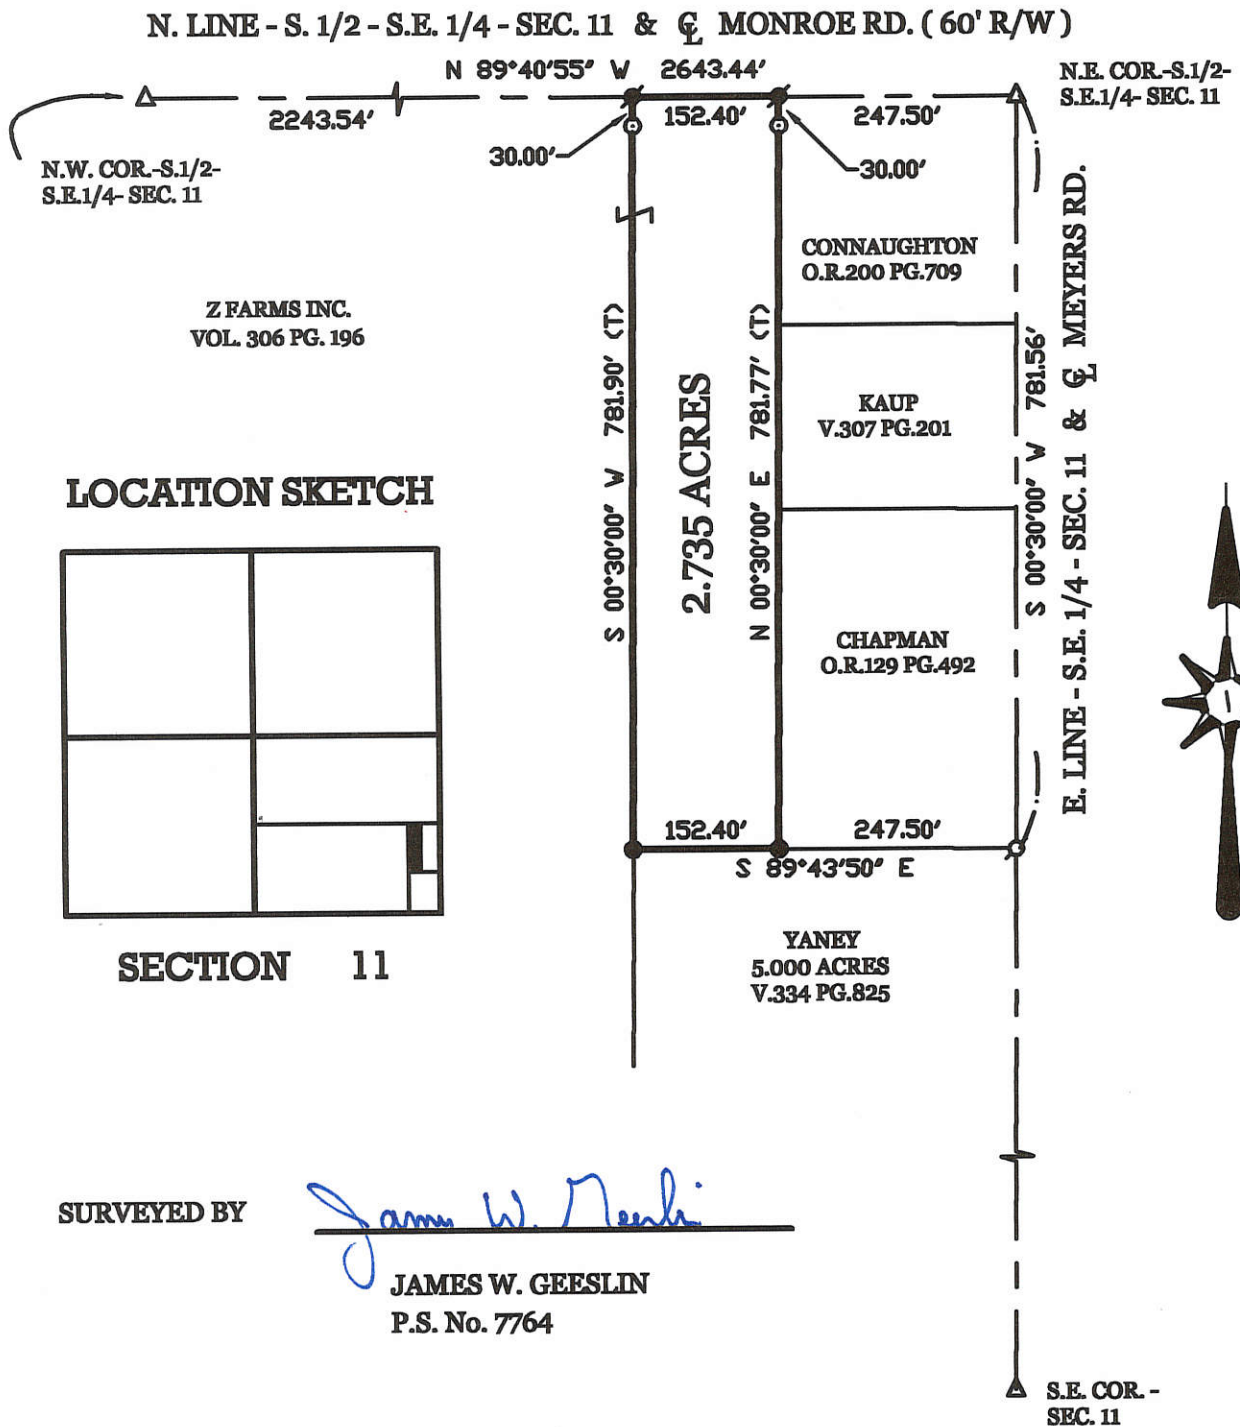 N. LINE - S. 1/2 - S.E. 1/4 - SEC. 11 & ℄ MONROE RD. ( 60' R/W )
N 89°40'55" W 2643.44'
N.E. COR.-S.1/2-
S.E.1/4- SEC. 11
2243.54'
152.40'
247.50'
30.00'
30.00'
N.W. COR.-S.1/2-
S.E.1/4- SEC. 11
CONNAUGHTON
O.R.200 PG.709
Z FARMS INC.
VOL. 306 PG. 196
S 00°30'00" W 781.90' (T)
2.735 ACRES
N 00°30'00" E 781.77' (T)
KAUP
V.307 PG.201
S 00°30'00" W 781.56'
E. LINE - S.E. 1/4 - SEC. 11 & ℄ MEYERS RD.
LOCATION SKETCH
CHAPMAN
O.R.129 PG.492
152.40'
247.50'
S 89°43'50" E
SECTION 11
YANEY
5.000 ACRES
V.334 PG.825
SURVEYED BY
James W. Geeslin
JAMES W. GEESLIN
P.S. No. 7764
S.E. COR. -
SEC. 11